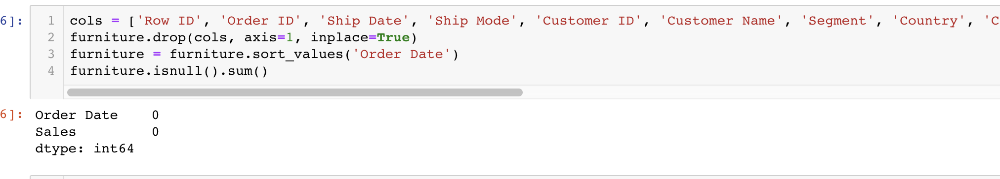 6]:
1 cols = ['Row ID', 'Order ID', 'Ship Date', 'Ship Mode', 'Customer ID', 'Customer Name', 'Segment', 'Country', 'C
2 furniture.drop(cols, axis=1, inplace=True)
3 furniture = furniture.sort_values('Order Date')
4 furniture.isnull().sum()
6]: Order Date    0
Sales         0
dtype: int64